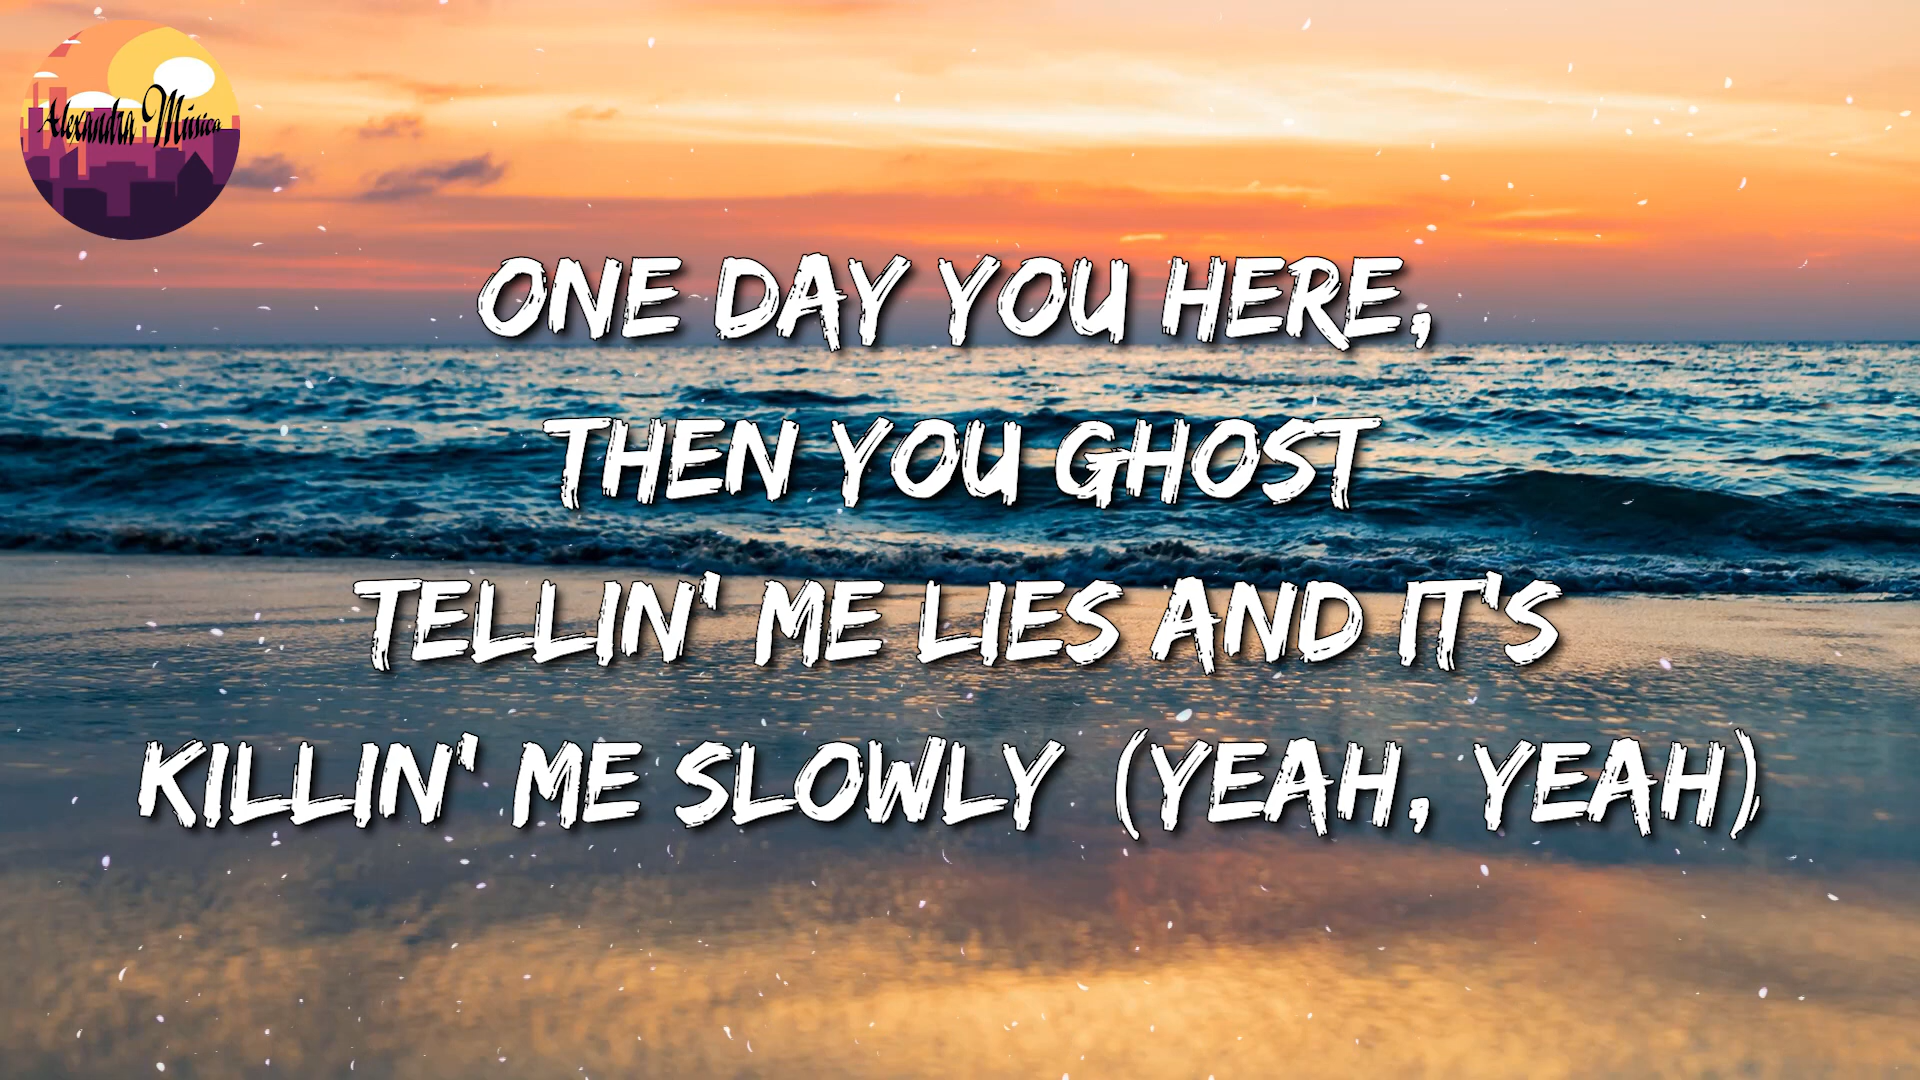 Alexandra Música
ONE DAY YOU HERE,
THEN YOU GHOST
TELLIN' ME LIES AND IT'S
KILLIN' ME SLOWLY (YEAH, YEAH)